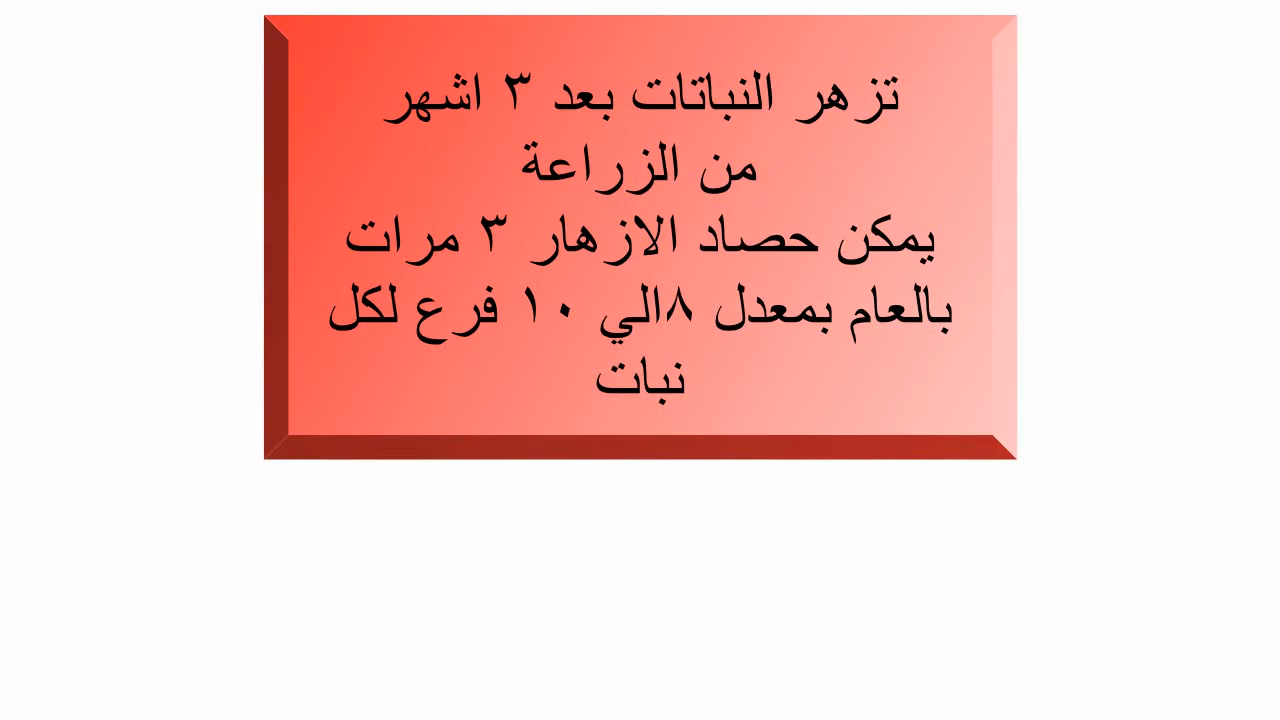 تزهر النباتات بعد ٣ اشهر
من الزراعة
يمكن حصاد الازهار ٣ مرات
بالعام بمعدل ٨الي ١٠ فرع لكل
نبات